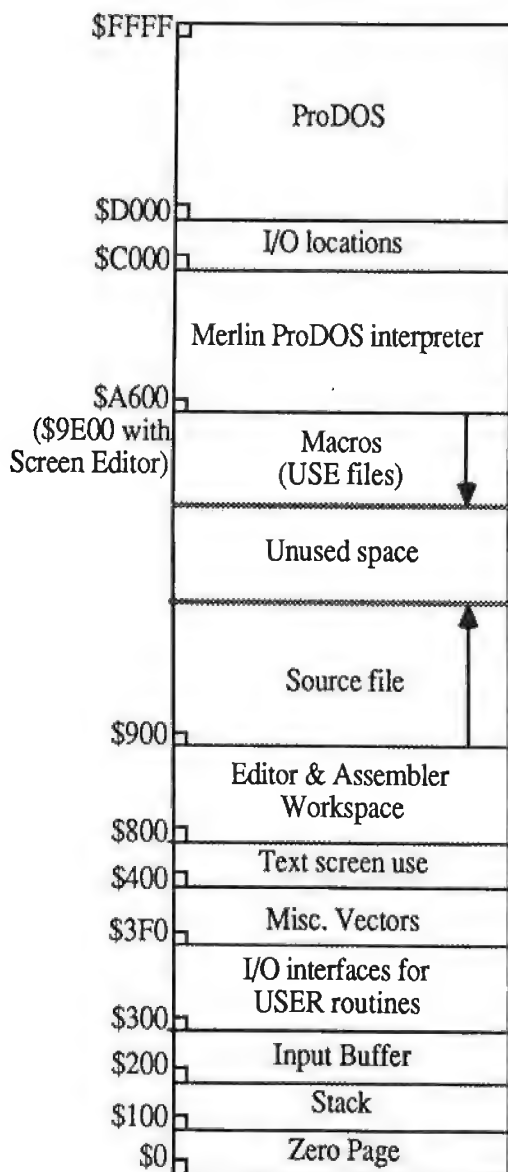 $FFFF
ProDOS
$D000
I/O locations
$C000
Merlin ProDOS interpreter
$A600
($9E00 with
Screen Editor)
Macros
(USE files)
Unused space
Source file
$900
Editor & Assembler
Workspace
$800
Text screen use
$400
Misc. Vectors
$3F0
I/O interfaces for
USER routines
$300
Input Buffer
$200
Stack
$100
Zero Page
$0